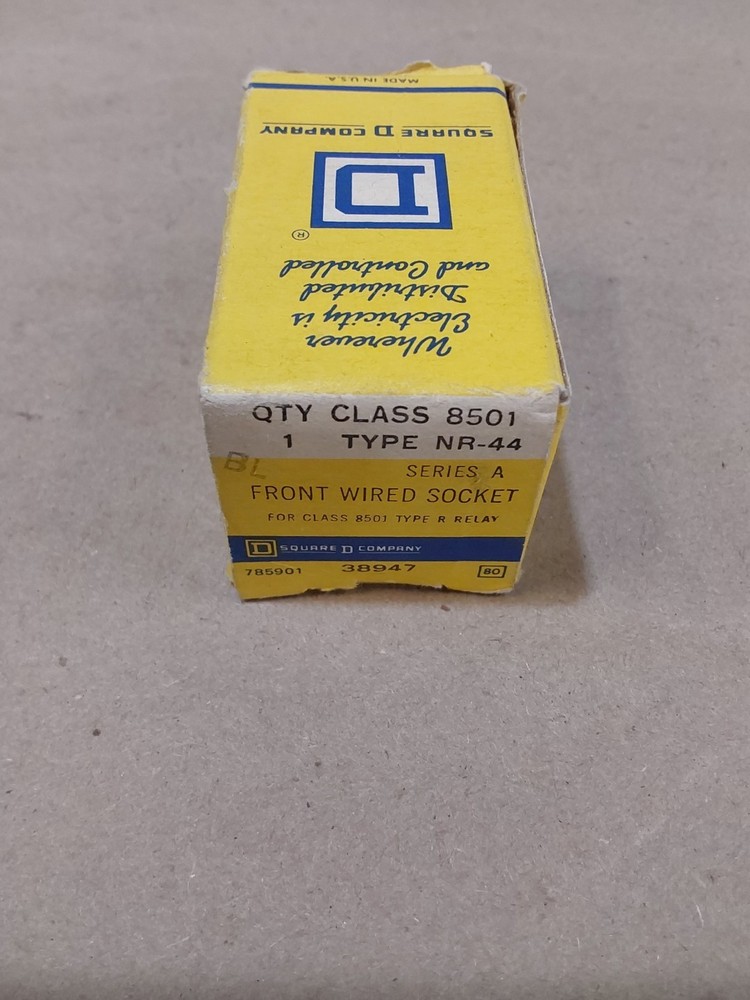 MADE IN U.S.A.
SQUARE D COMPANY
D
®
Wherever
Electricity is
Distributed
and Controlled
QTY CLASS 8501
1 TYPE NR-44
BL
SERIES A
FRONT WIRED SOCKET
FOR CLASS 8501 TYPE R RELAY
D SQUARE D COMPANY
785901 38947 80